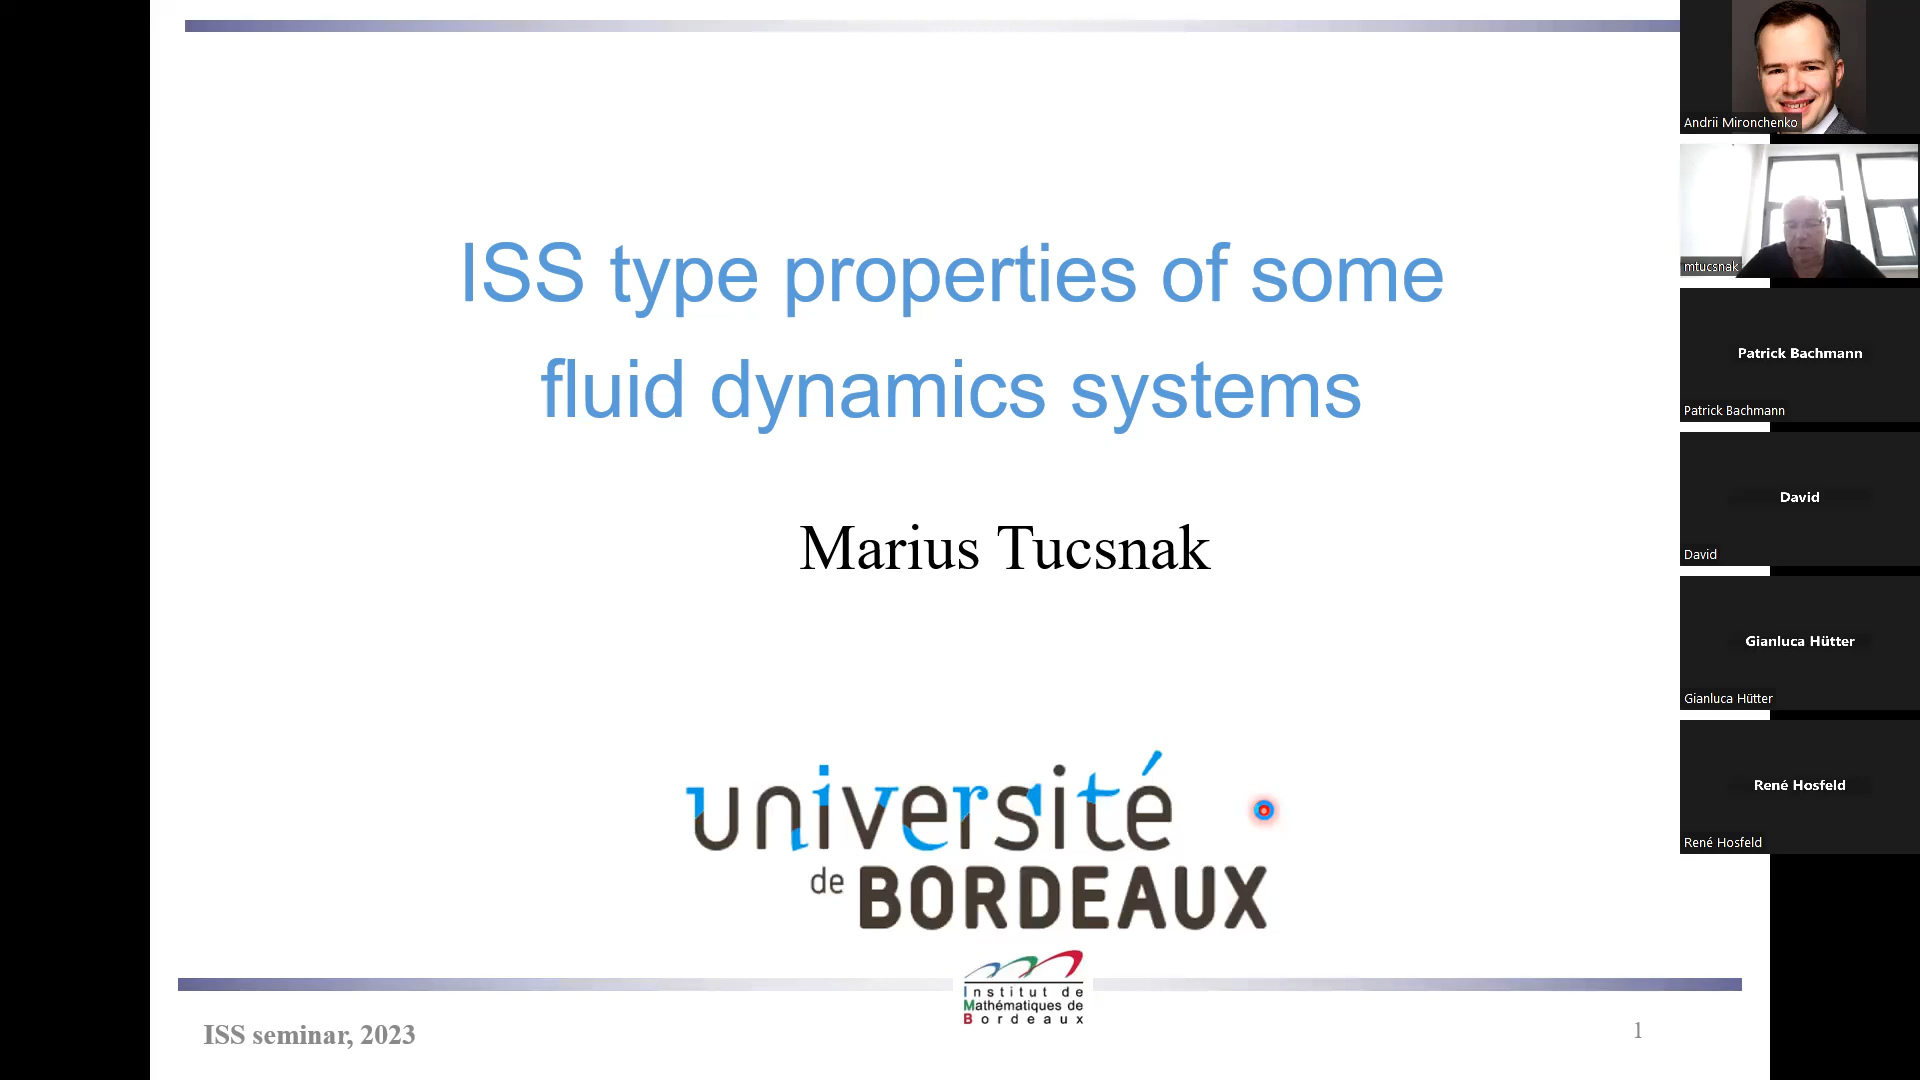 ISS type properties of some
fluid dynamics systems
Marius Tucsnak
université
de BORDEAUX
Institut de
Mathématiques de
Bordeaux
ISS seminar, 2023
1
Andrii Mironchenko
mtucsnak
Patrick Bachmann
Patrick Bachmann
David
David
Gianluca Hütter
Gianluca Hütter
René Hosfeld
René Hosfeld